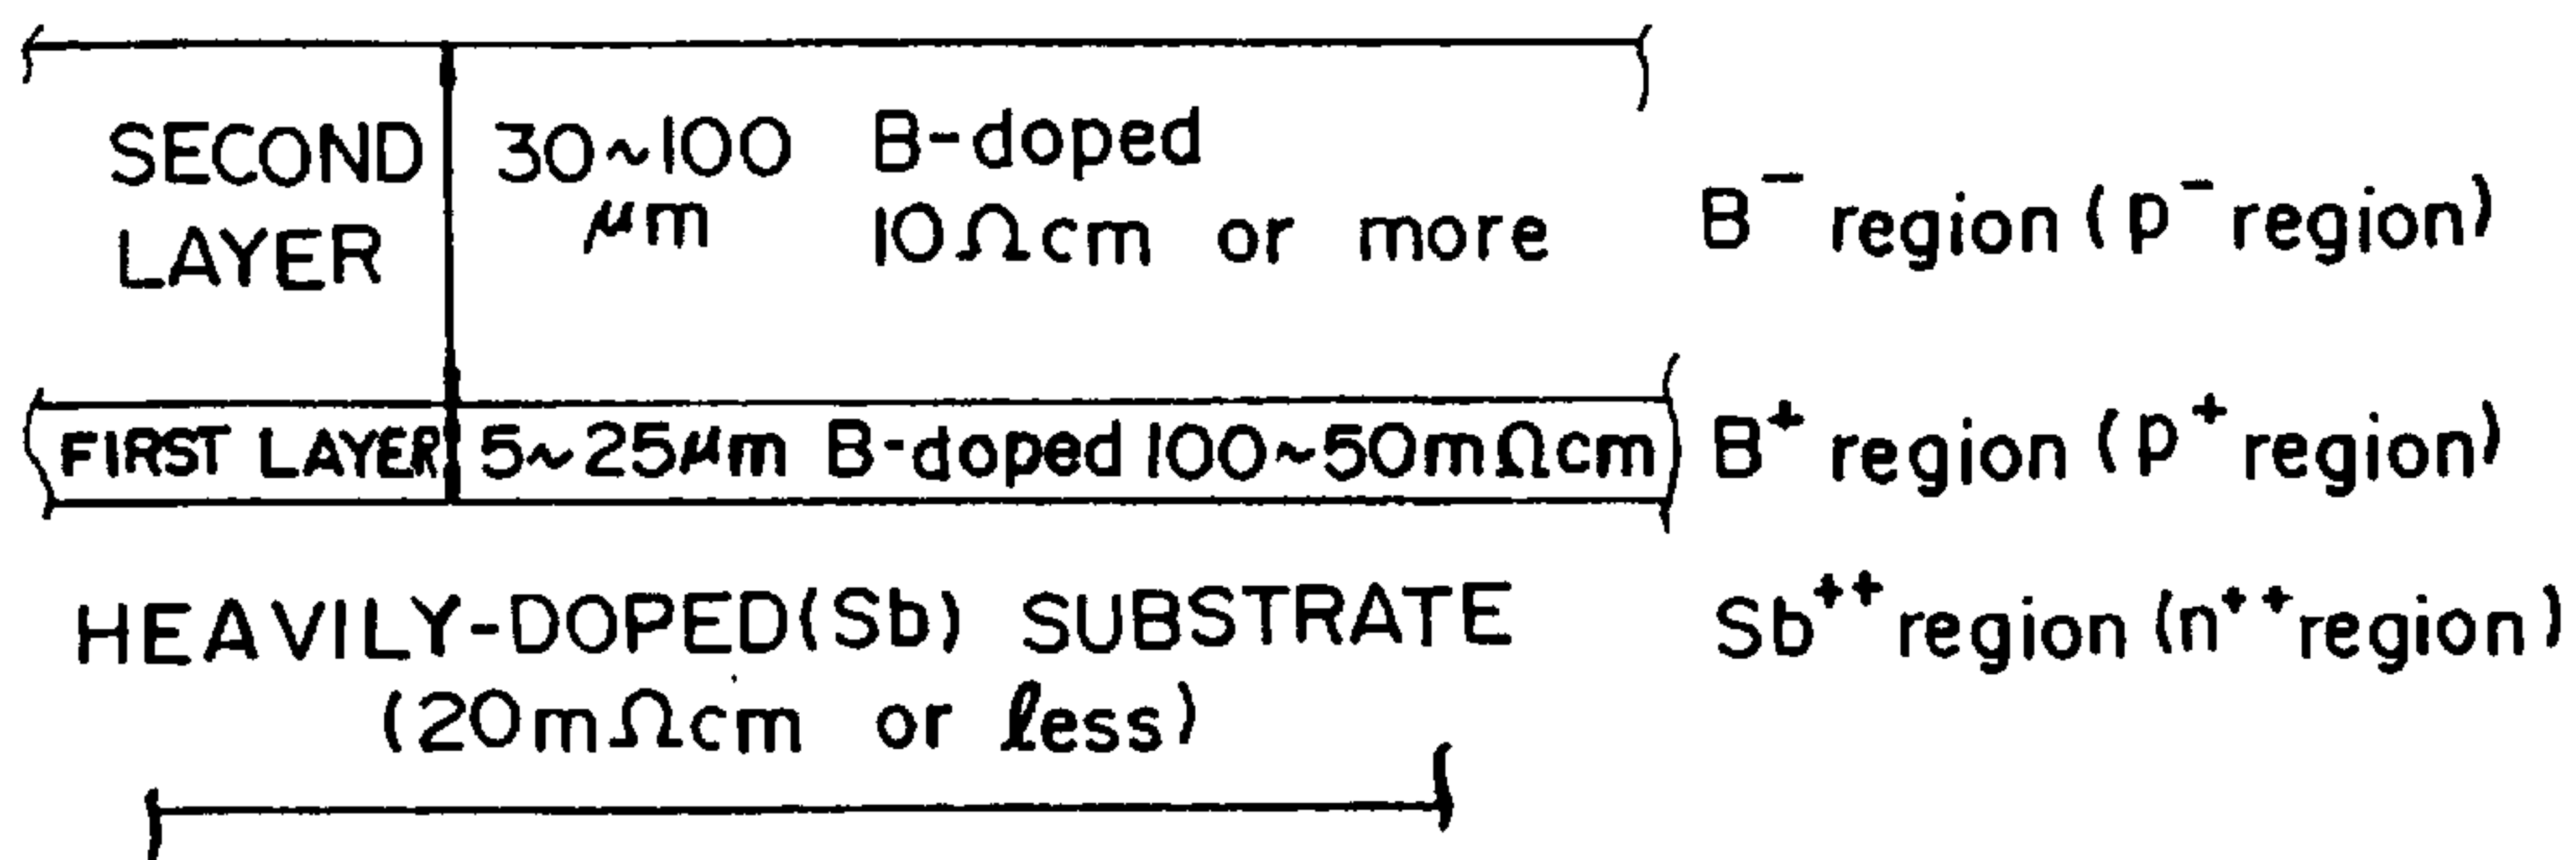 SECOND LAYER
30~100 μm
B-doped
10Ωcm or more
B⁻ region (p⁻ region)
FIRST LAYER
5~25μm B-doped 100~50mΩcm
B⁺ region (p⁺ region)
HEAVILY-DOPED(Sb) SUBSTRATE
(20mΩcm or less)
Sb⁺⁺ region (n⁺⁺ region)